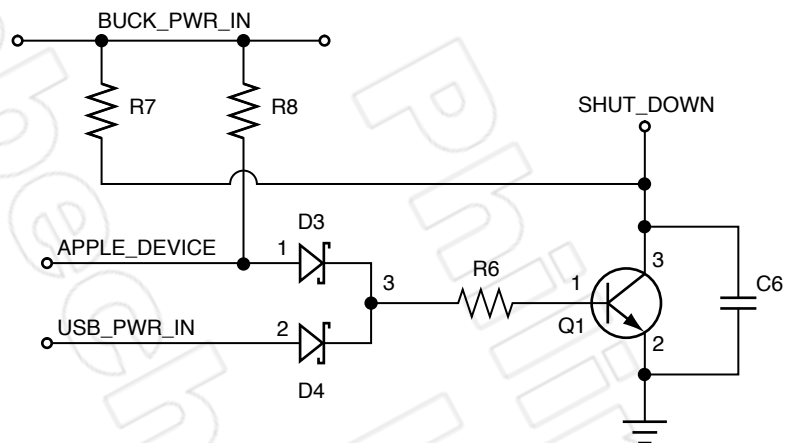 BUCK_PWR_IN
R7
R8
SHUT_DOWN
D3
APPLE_DEVICE
1
3
R6
1
3
C6
USB_PWR_IN
2
Q1
2
D4